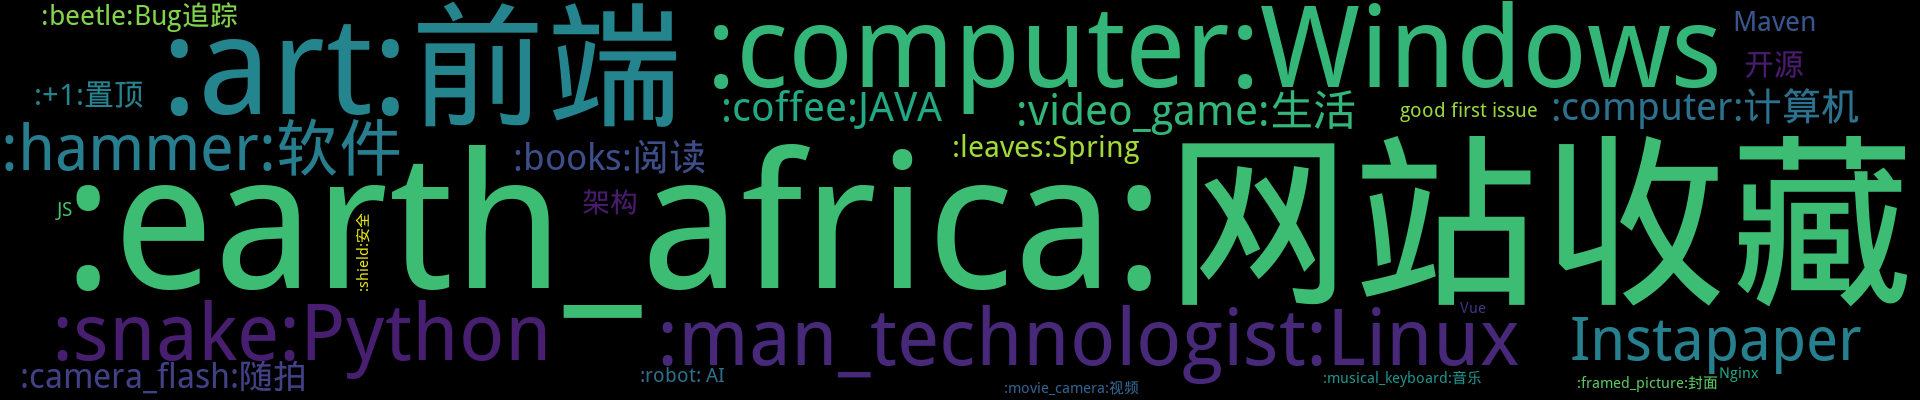 :beetle:Bug追踪
:art:前端
:computer:Windows
Maven
开源
:+1:置顶
:coffee:JAVA
:video_game:生活
good first issue
:computer:计算机
:hammer:软件
:books:阅读
:leaves:Spring
架构
JS
:shield:安全
:earth_africa:网站收藏
:snake:Python
:man_technologist:Linux
Vue
Instapaper
:camera_flash:随拍
:robot: AI
:movie_camera:视频
:musical_keyboard:音乐
:framed_picture:封面
Nginx